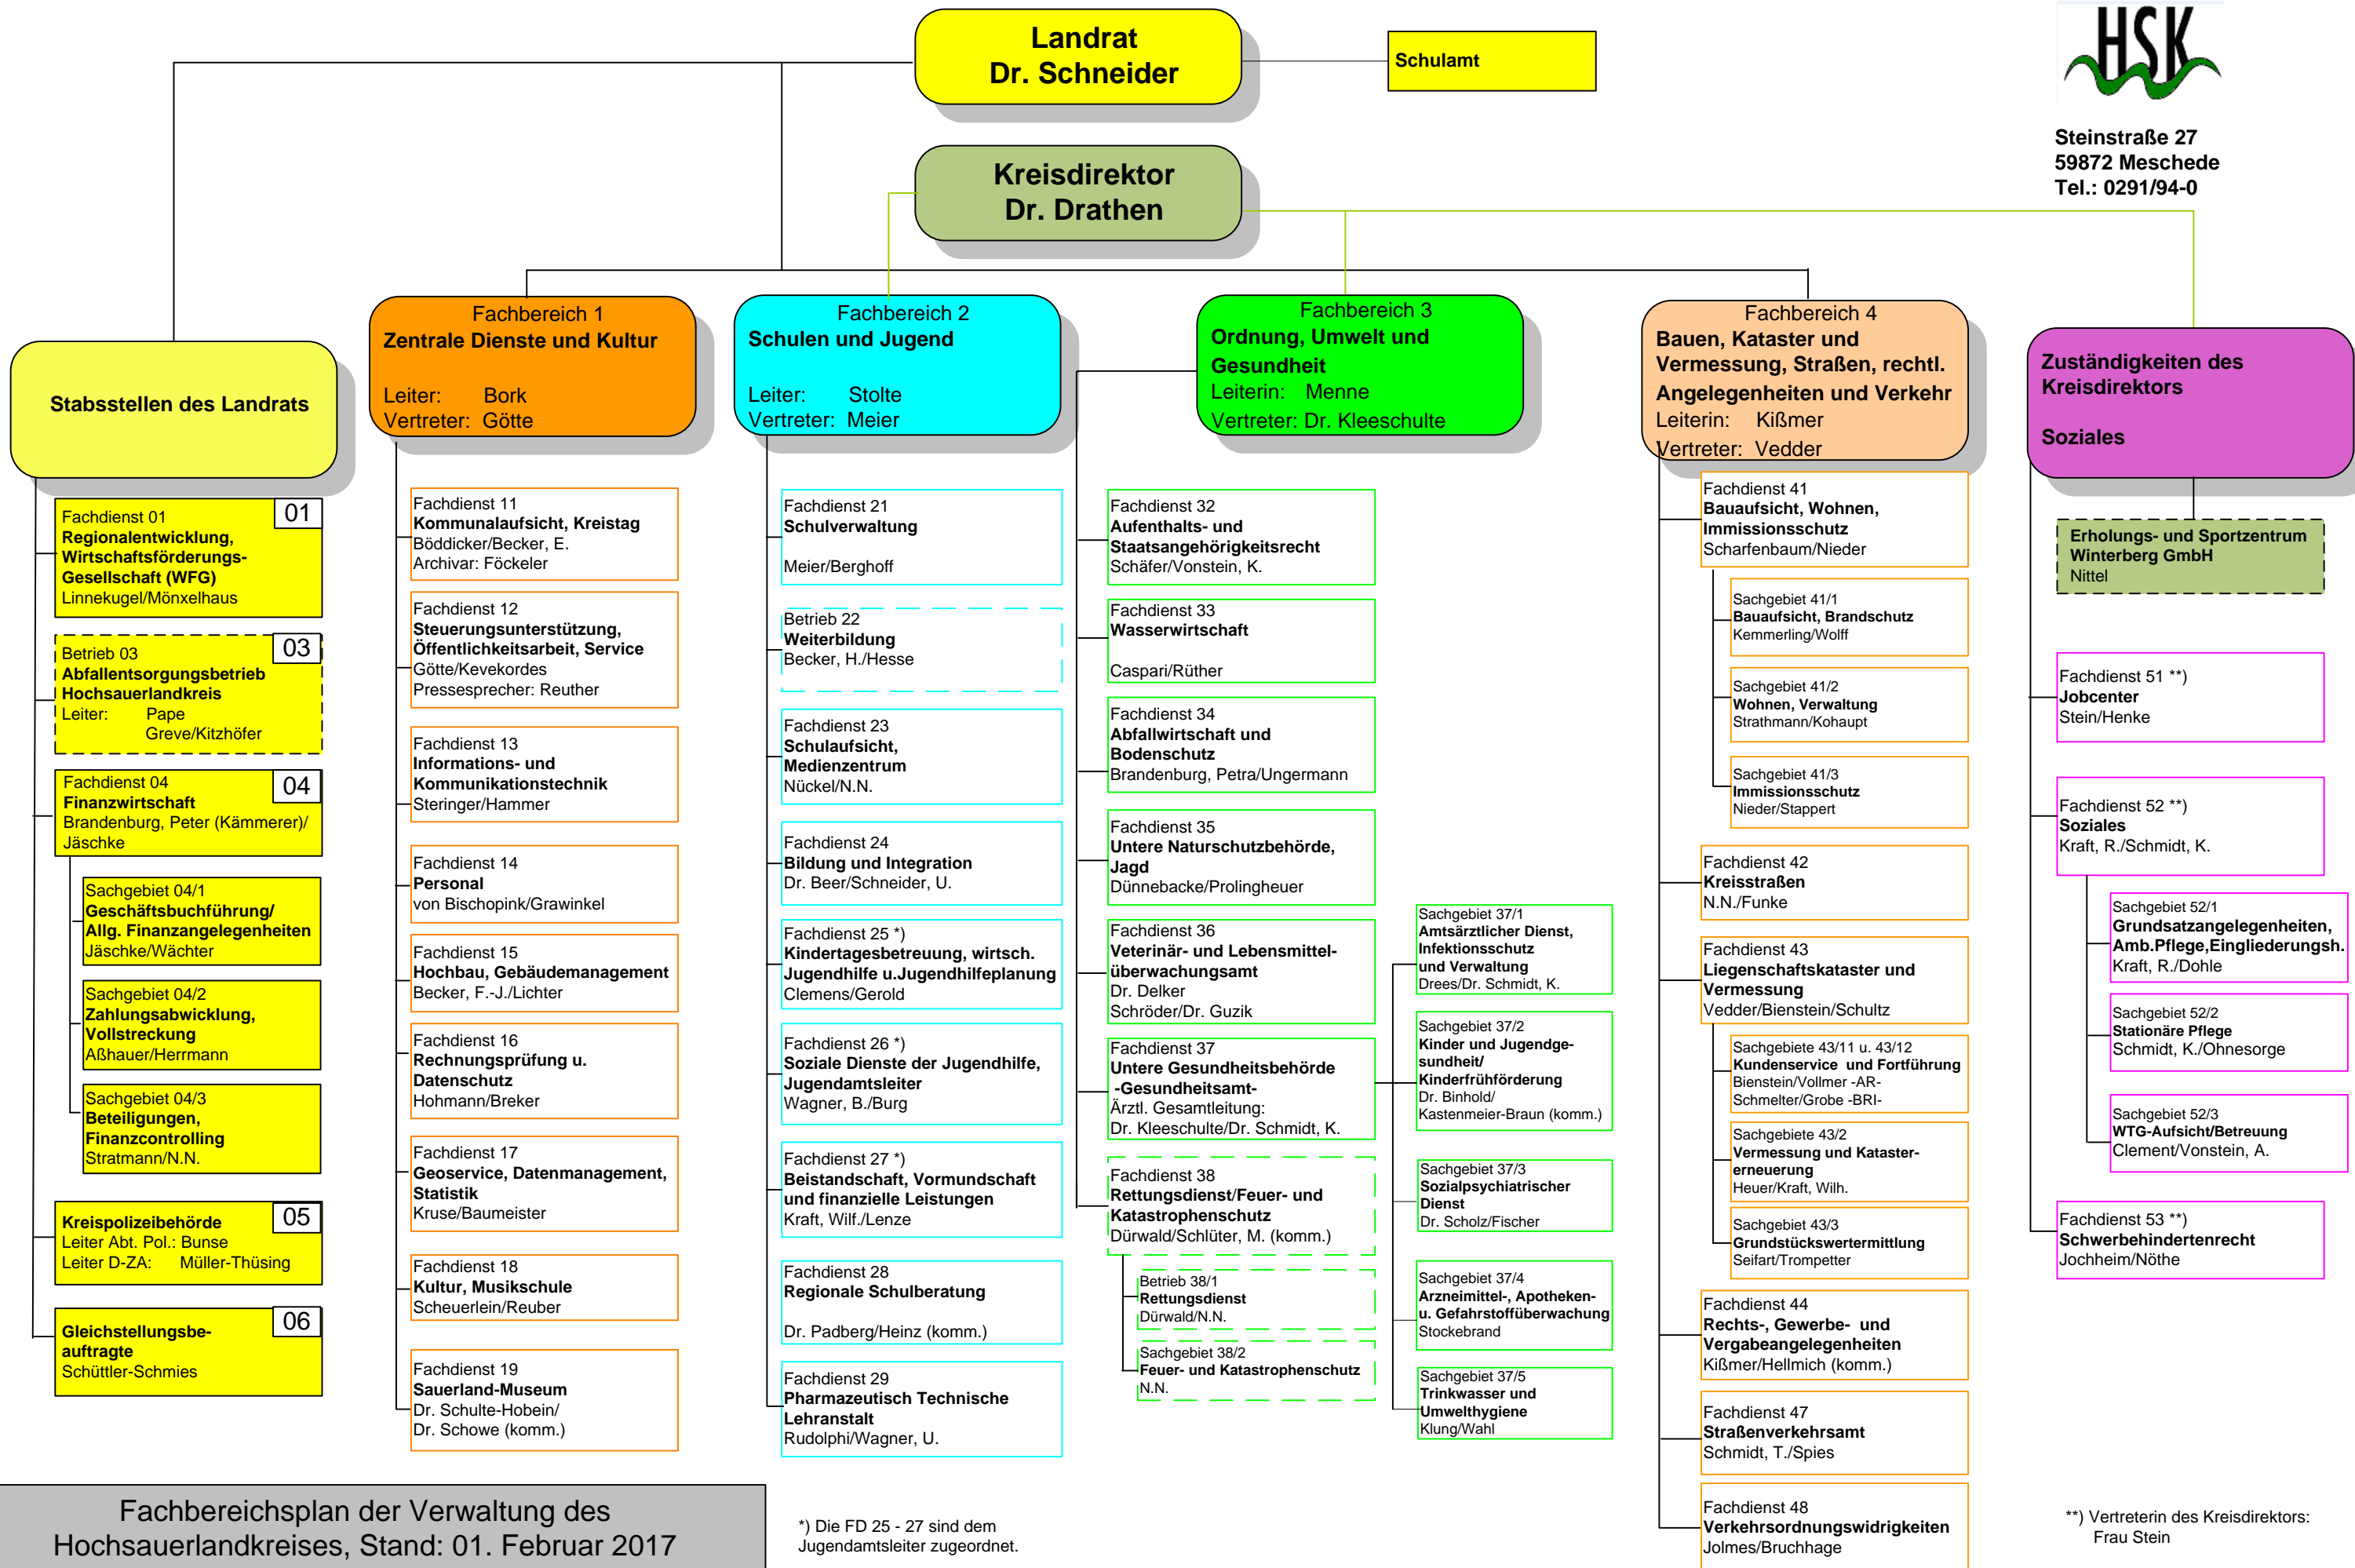 Landrat
Dr. Schneider
Schulamt
HSK
Steinstraße 27
59872 Meschede
Tel.: 0291/94-0
Kreisdirektor
Dr. Drathen
Stabsstellen des Landrats
Fachdienst 01
01
Regionalentwicklung,
Wirtschaftsförderungs-
Gesellschaft (WFG)
Linnekugel/Mönxelhaus
Betrieb 03
03
Abfallentsorgungsbetrieb
Hochsauerlandkreis
Leiter: Pape
Greve/Kitzhöfer
Fachdienst 04
04
Finanzwirtschaft
Brandenburg, Peter (Kämmerer)/
Jäschke
Sachgebiet 04/1
Geschäftsbuchführung/
Allg. Finanzangelegenheiten
Jäschke/Wächter
Sachgebiet 04/2
Zahlungsabwicklung,
Vollstreckung
Aßhauer/Herrmann
Sachgebiet 04/3
Beteiligungen,
Finanzcontrolling
Stratmann/N.N.
05
Kreispolizeibehörde
Leiter Abt. Pol.: Bunse
Leiter D-ZA: Müller-Thüsing
06
Gleichstellungsbe-
auftragte
Schüttler-Schmies
Fachbereich 1
Zentrale Dienste und Kultur
Leiter: Bork
Vertreter: Götte
Fachdienst 11
Kommunalaufsicht, Kreistag
Böddicker/Becker, E.
Archivar: Föckeler
Fachdienst 12
Steuerungsunterstützung,
Öffentlichkeitsarbeit, Service
Götte/Kevekordes
Pressesprecher: Reuther
Fachdienst 13
Informations- und
Kommunikationstechnik
Steringer/Hammer
Fachdienst 14
Personal
von Bischopink/Grawinkel
Fachdienst 15
Hochbau, Gebäudemanagement
Becker, F.-J./Lichter
Fachdienst 16
Rechnungsprüfung u.
Datenschutz
Hohmann/Breker
Fachdienst 17
Geoservice, Datenmanagement,
Statistik
Kruse/Baumeister
Fachdienst 18
Kultur, Musikschule
Scheuerlein/Reuber
Fachdienst 19
Sauerland-Museum
Dr. Schulte-Hobein/
Dr. Schowe (komm.)
Fachbereich 2
Schulen und Jugend
Leiter: Stolte
Vertreter: Meier
Fachdienst 21
Schulverwaltung
Meier/Berghoff
Betrieb 22
Weiterbildung
Becker, H./Hesse
Fachdienst 23
Schulaufsicht,
Medienzentrum
Nückel/N.N.
Fachdienst 24
Bildung und Integration
Dr. Beer/Schneider, U.
Fachdienst 25 *)
Kindertagesbetreuung, wirtsch.
Jugendhilfe u.Jugendhilfeplanung
Clemens/Gerold
Fachdienst 26 *)
Soziale Dienste der Jugendhilfe,
Jugendamtsleiter
Wagner, B./Burg
Fachdienst 27 *)
Beistandschaft, Vormundschaft
und finanzielle Leistungen
Kraft, Wilf./Lenze
Fachdienst 28
Regionale Schulberatung
Dr. Padberg/Heinz (komm.)
Fachdienst 29
Pharmazeutisch Technische
Lehranstalt
Rudolphi/Wagner, U.
Fachbereich 3
Ordnung, Umwelt und
Gesundheit
Leiterin: Menne
Vertreter: Dr. Kleeschulte
Fachdienst 32
Aufenthalts- und
Staatsangehörigkeitsrecht
Schäfer/Vonstein, K.
Fachdienst 33
Wasserwirtschaft
Caspari/Rüther
Fachdienst 34
Abfallwirtschaft und
Bodenschutz
Brandenburg, Petra/Ungermann
Fachdienst 35
Untere Naturschutzbehörde,
Jagd
Dünnebacke/Prolingheuer
Fachdienst 36
Veterinär- und Lebensmittel-
überwachungsamt
Dr. Delker
Schröder/Dr. Guzik
Fachdienst 37
Untere Gesundheitsbehörde
-Gesundheitsamt-
Ärztl. Gesamtleitung:
Dr. Kleeschulte/Dr. Schmidt, K.
Fachdienst 38
Rettungsdienst/Feuer- und
Katastrophenschutz
Dürwald/Schlüter, M. (komm.)
Betrieb 38/1
Rettungsdienst
Dürwald/N.N.
Sachgebiet 38/2
Feuer- und Katastrophenschutz
N.N.
Sachgebiet 37/1
Amtsärztlicher Dienst,
Infektionsschutz
und Verwaltung
Drees/Dr. Schmidt, K.
Sachgebiet 37/2
Kinder und Jugendge-
sundheit/
Kinderfrühförderung
Dr. Binhold/
Kastenmeier-Braun (komm.)
Sachgebiet 37/3
Sozialpsychiatrischer
Dienst
Dr. Scholz/Fischer
Sachgebiet 37/4
Arzneimittel-, Apotheken-
u. Gefahrstoffüberwachung
Stockebrand
Sachgebiet 37/5
Trinkwasser und
Umwelthygiene
Klung/Wahl
Fachbereich 4
Bauen, Kataster und
Vermessung, Straßen, rechtl.
Angelegenheiten und Verkehr
Leiterin: Kißmer
Vertreter: Vedder
Fachdienst 41
Bauaufsicht, Wohnen,
Immissionsschutz
Scharfenbaum/Nieder
Sachgebiet 41/1
Bauaufsicht, Brandschutz
Kemmerling/Wolff
Sachgebiet 41/2
Wohnen, Verwaltung
Strathmann/Kohaupt
Sachgebiet 41/3
Immissionsschutz
Nieder/Stappert
Fachdienst 42
Kreisstraßen
N.N./Funke
Fachdienst 43
Liegenschaftskataster und
Vermessung
Vedder/Bienstein/Schultz
Sachgebiete 43/11 u. 43/12
Kundenservice und Fortführung
Bienstein/Vollmer -AR-
Schmelter/Grobe -BRI-
Sachgebiete 43/2
Vermessung und Kataster-
erneuerung
Heuer/Kraft, Wilh.
Sachgebiet 43/3
Grundstückswertermittlung
Seifart/Trompetter
Fachdienst 44
Rechts-, Gewerbe- und
Vergabeangelegenheiten
Kißmer/Hellmich (komm.)
Fachdienst 47
Straßenverkehrsamt
Schmidt, T./Spies
Fachdienst 48
Verkehrsordnungswidrigkeiten
Jolmes/Bruchhage
Zuständigkeiten des
Kreisdirektors
Soziales
Erholungs- und Sportzentrum
Winterberg GmbH
Nittel
Fachdienst 51 **)
Jobcenter
Stein/Henke
Fachdienst 52 **)
Soziales
Kraft, R./Schmidt, K.
Sachgebiet 52/1
Grundsatzangelegenheiten,
Amb.Pflege,Eingliederungsh.
Kraft, R./Dohle
Sachgebiet 52/2
Stationäre Pflege
Schmidt, K./Ohnesorge
Sachgebiet 52/3
WTG-Aufsicht/Betreuung
Clement/Vonstein, A.
Fachdienst 53 **)
Schwerbehindertenrecht
Jochheim/Nöthe
Fachbereichsplan der Verwaltung des
Hochsauerlandkreises, Stand: 01. Februar 2017
*) Die FD 25 - 27 sind dem
Jugendamtsleiter zugeordnet.
**) Vertreterin des Kreisdirektors:
Frau Stein